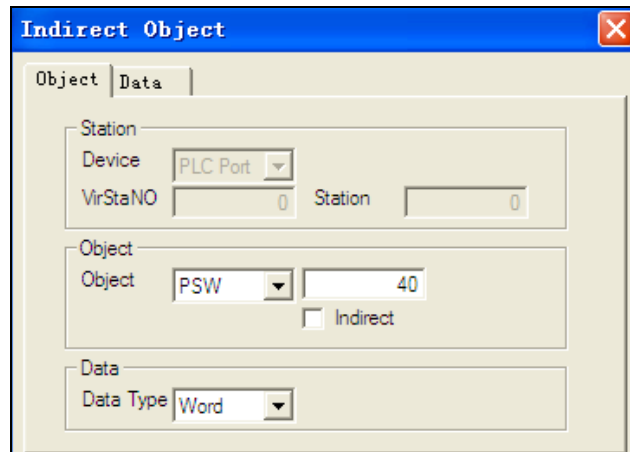 Indirect Object
Object Data
Station
Device PLC Port
VirStaNO 0 Station 0
Object
Object PSW 40
Indirect
Data
Data Type Word